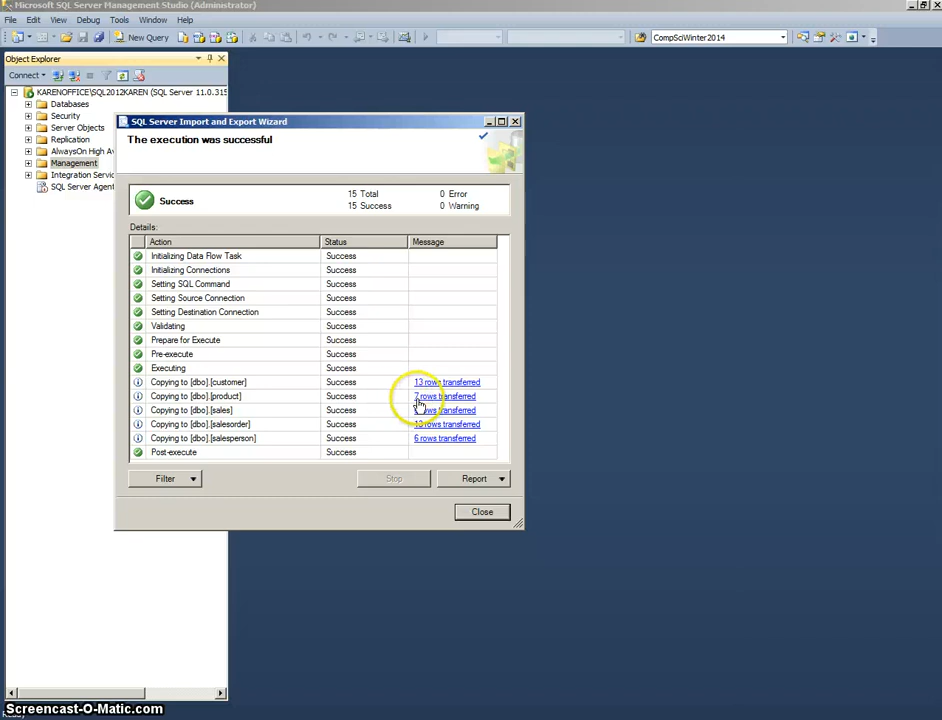 Microsoft SQL Server Management Studio (Administrator)
File Edit View Debug Tools Window Help
New Query CompSciWinter2014
Object Explorer
Connect
KARENOFFICE\SQL2012KAREN (SQL Server 11.0.315
Databases
Security
Server Objects
Replication
AlwaysOn High Av
Management
Integration Servic
SQL Server Agent
SQL Server Import and Export Wizard
The execution was successful
Success 15 Total 0 Error
15 Success 0 Warning
Details:
Action Status Message
Initializing Data Flow Task Success
Initializing Connections Success
Setting SQL Command Success
Setting Source Connection Success
Setting Destination Connection Success
Validating Success
Prepare for Execute Success
Pre-execute Success
Executing Success
Copying to [dbo].[customer] Success 13 rows transferred
Copying to [dbo].[product] Success 7 rows transferred
Copying to [dbo].[sales] Success rows transferred
Copying to [dbo].[salesorder] Success rows transferred
Copying to [dbo].[salesperson] Success 6 rows transferred
Post-execute Success
Filter Stop Report
Close
Screencast-O-Matic.com